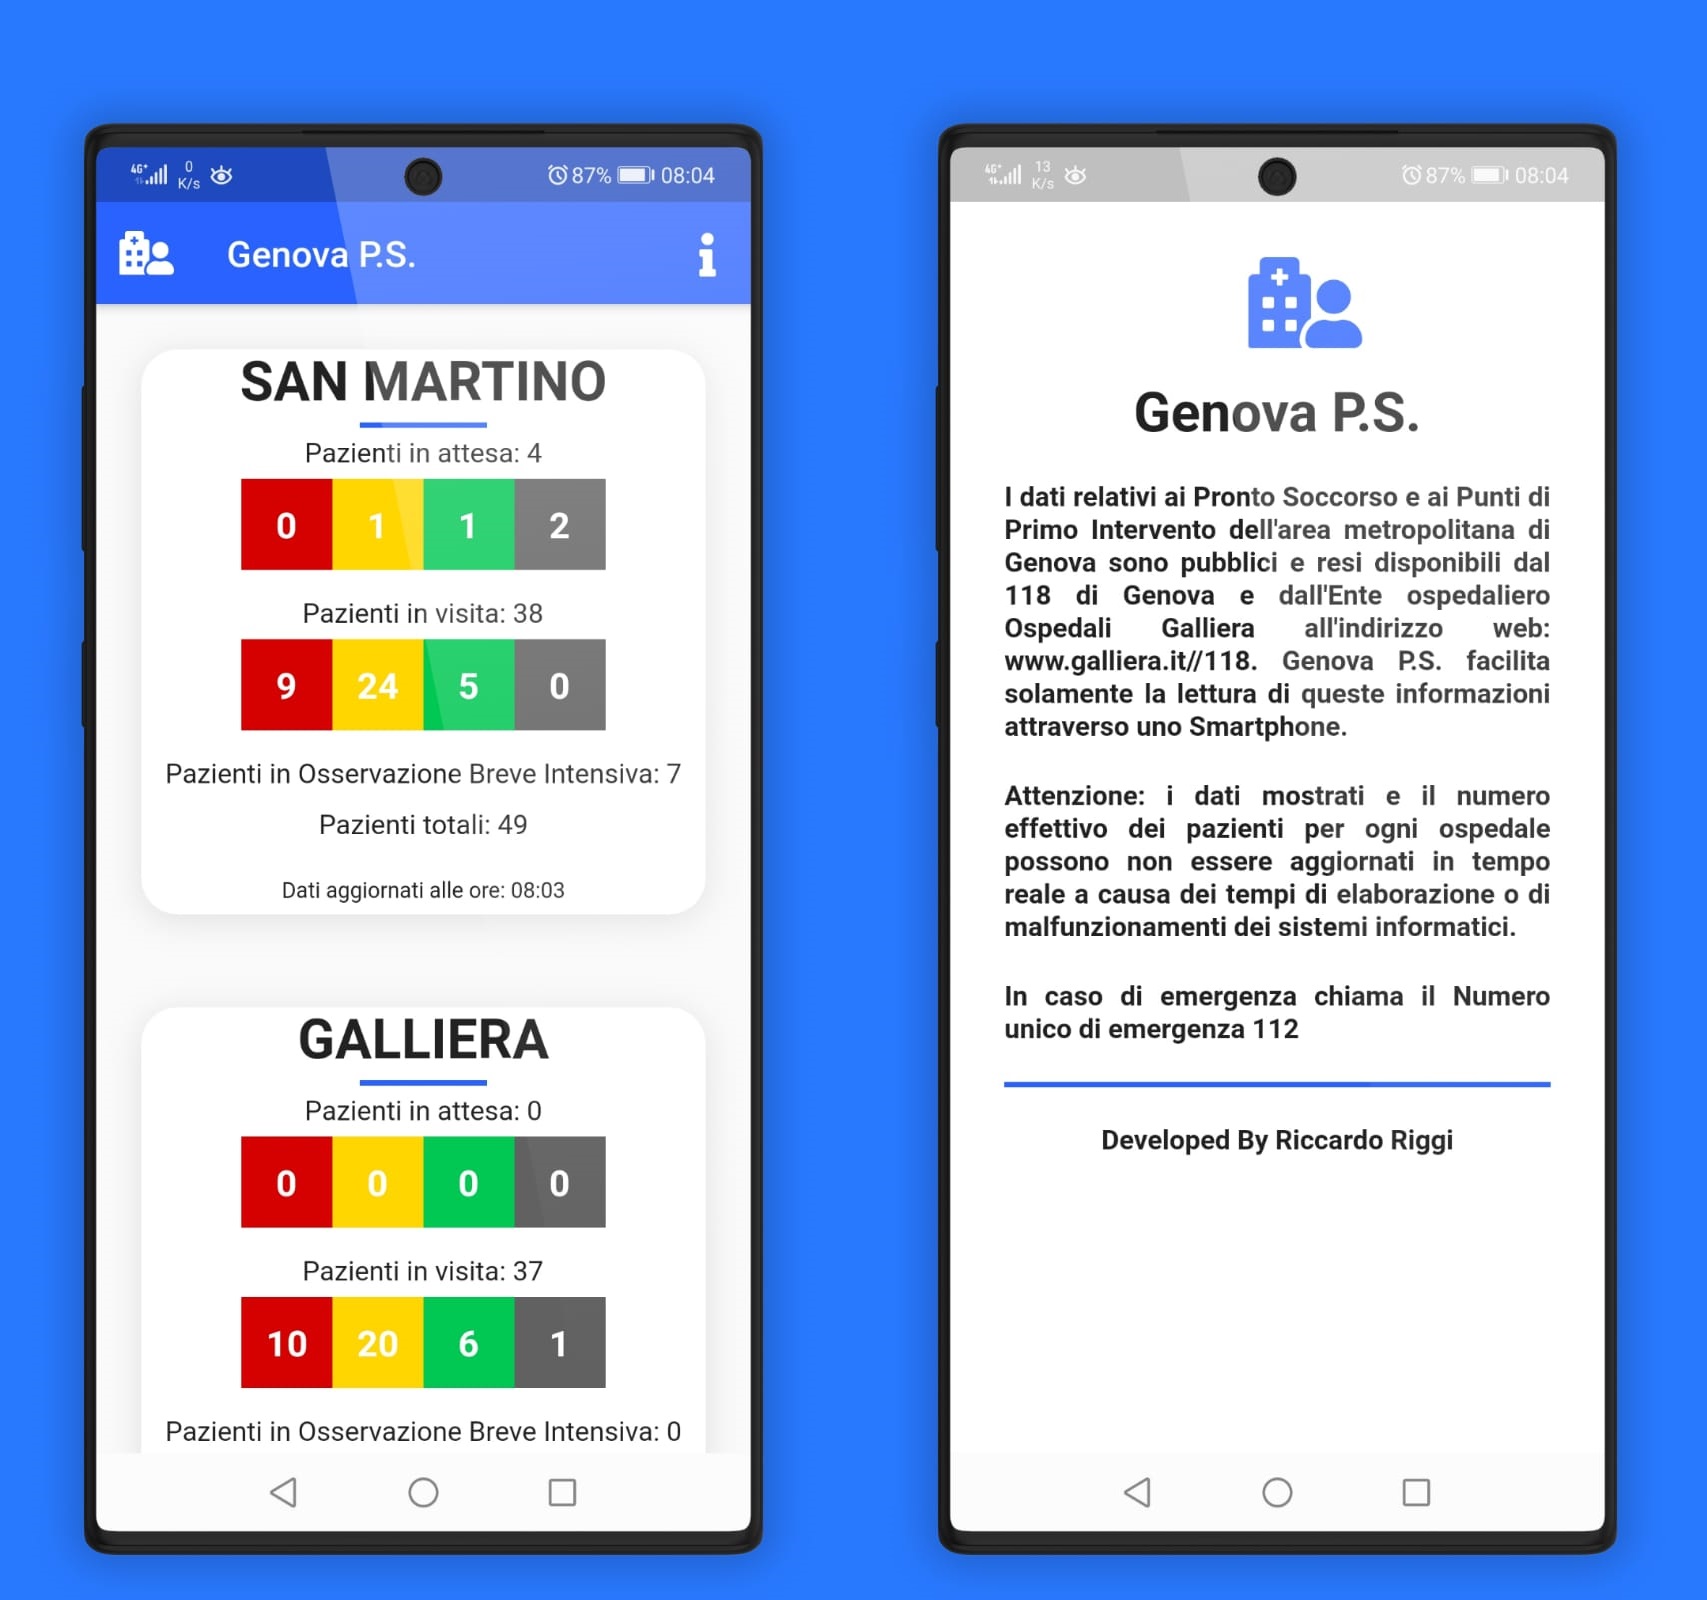 4G+ 0 K/s 87% 08:04
Genova P.S.
SAN MARTINO
Pazienti in attesa: 4
0 1 1 2
Pazienti in visita: 38
9 24 5 0
Pazienti in Osservazione Breve Intensiva: 7
Pazienti totali: 49
Dati aggiornati alle ore: 08:03
GALLIERA
Pazienti in attesa: 0
0 0 0 0
Pazienti in visita: 37
10 20 6 1
Pazienti in Osservazione Breve Intensiva: 0
4G+ 13 K/s 87% 08:04
Genova P.S.
I dati relativi ai Pronto Soccorso e ai Punti di
Primo Intervento dell'area metropolitana di
Genova sono pubblici e resi disponibili dal
118 di Genova e dall'Ente ospedaliero
Ospedali Galliera all'indirizzo web:
www.galliera.it//118. Genova P.S. facilita
solamente la lettura di queste informazioni
attraverso uno Smartphone.
Attenzione: i dati mostrati e il numero
effettivo dei pazienti per ogni ospedale
possono non essere aggiornati in tempo
reale a causa dei tempi di elaborazione o di
malfunzionamenti dei sistemi informatici.
In caso di emergenza chiama il Numero
unico di emergenza 112
Developed By Riccardo Riggi